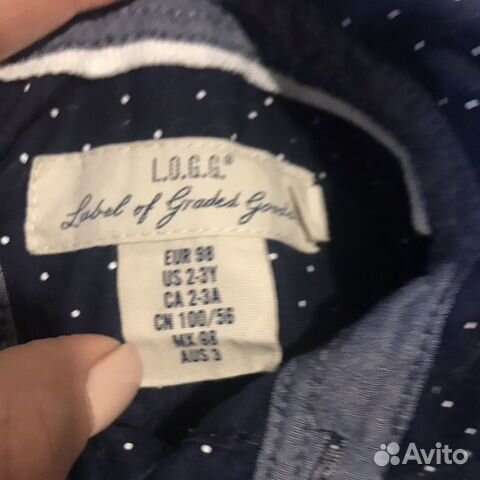 L.O.G.G.®
Label of Graded Goods
EUR 98
US 2-3Y
CA 2-3A
CN 100/56
MX 98
AUS 3
Avito